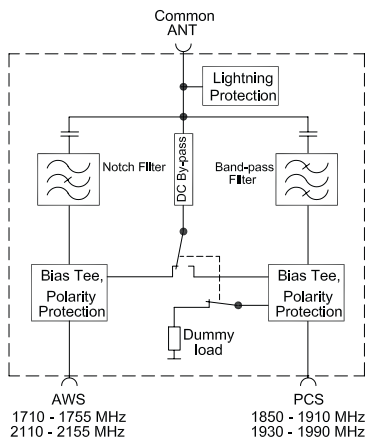 Common
ANT
Lightning
Protection
Notch Filter
DC By-pass
Band-pass
Filter
Bias Tee,
Polarity
Protection
Bias Tee,
Polarity
Protection
Dummy
load
AWS
1710 - 1755 MHz
2110 - 2155 MHz
PCS
1850 - 1910 MHz
1930 - 1990 MHz